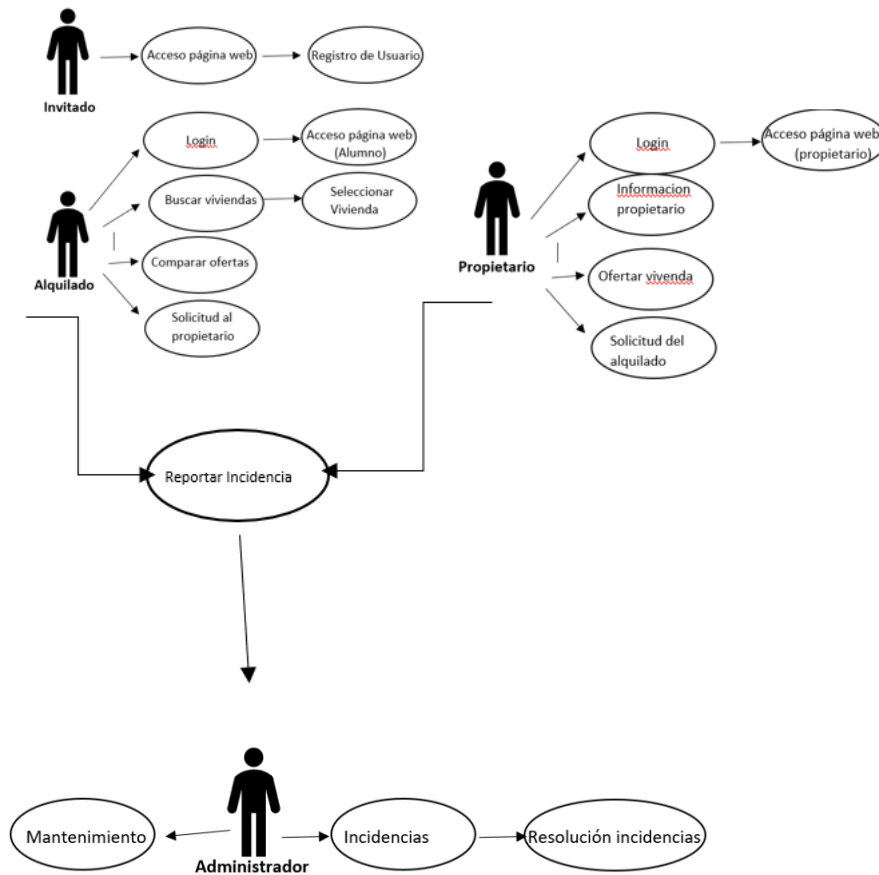 Acceso página web
Registro de Usuario
Invitado
Login
Acceso página web
(Alumno)
Buscar viviendas
Seleccionar
Vivienda
Alquilado
Comparar ofertas
Solicitud al
propietario
Login
Acceso página web
(propietario)
Informacion
propietario
Propietario
Ofertar vivenda
Solicitud del
alquilado
Reportar Incidencia
Mantenimiento
Incidencias
Resolución incidencias
Administrador